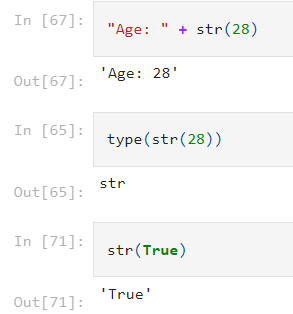 In [67]:
"Age: " + str(28)
Out[67]:
'Age: 28'
In [65]:
type(str(28))
Out[65]:
str
In [71]:
str(True)
Out[71]:
'True'